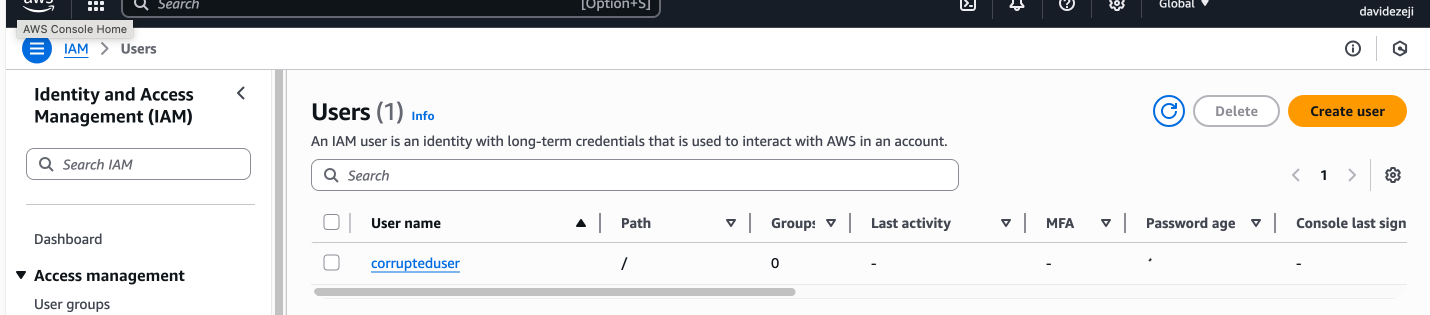 aws
Search
[Option+S]
Global
davidezeji
AWS Console Home
IAM > Users
Identity and Access
Management (IAM)
Search IAM
Dashboard
Access management
User groups
Users (1) Info
Delete
Create user
An IAM user is an identity with long-term credentials that is used to interact with AWS in an account.
Search
1
User name Path Groups Last activity MFA Password age Console last sign
corrupteduser / 0 - - -